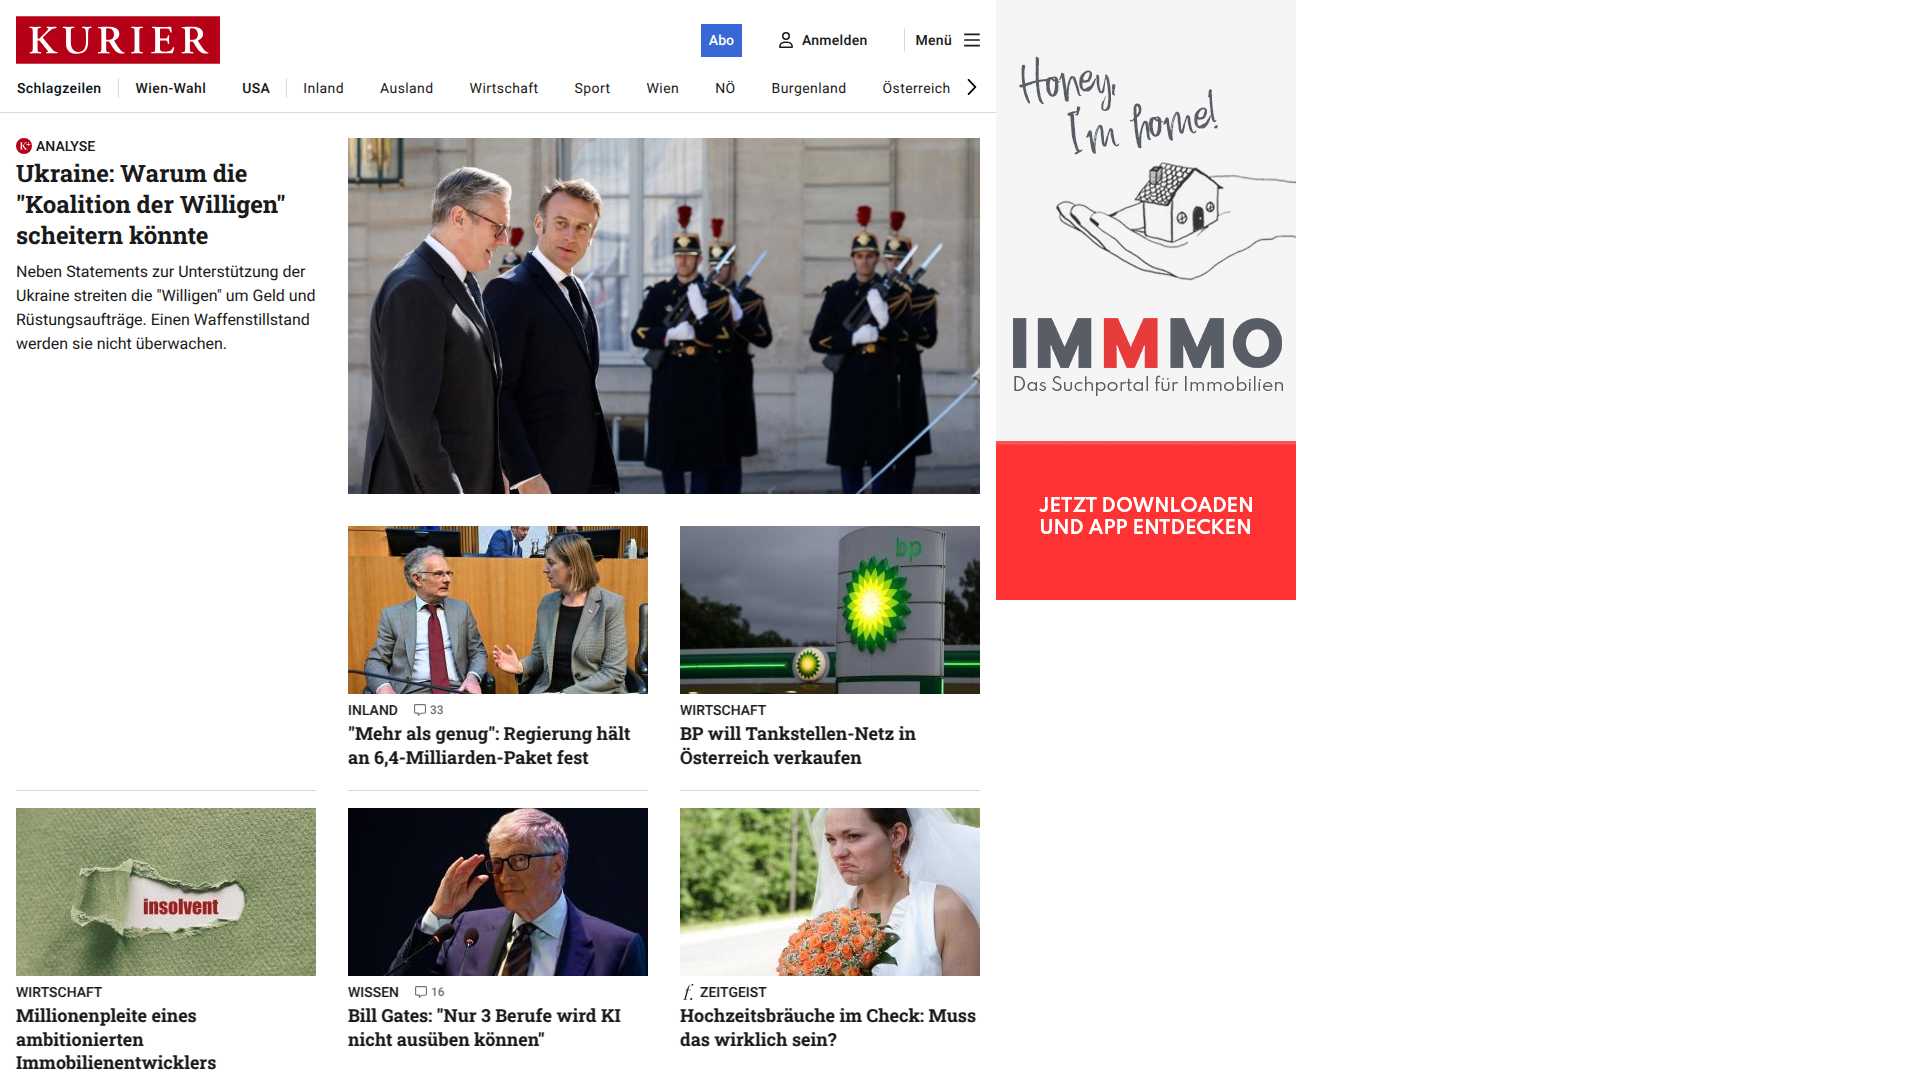 KURIER
Abo
Anmelden
Menü
Schlagzeilen
Wien-Wahl
USA
Inland
Ausland
Wirtschaft
Sport
Wien
NÖ
Burgenland
Österreich
K+ ANALYSE
Ukraine: Warum die
"Koalition der Willigen"
scheitern könnte
Neben Statements zur Unterstützung der
Ukraine streiten die "Willigen" um Geld und
Rüstungsaufträge. Einen Waffenstillstand
werden sie nicht überwachen.
bp
INLAND 33
"Mehr als genug": Regierung hält
an 6,4-Milliarden-Paket fest
WIRTSCHAFT
BP will Tankstellen-Netz in
Österreich verkaufen
insolvent
WIRTSCHAFT
Millionenpleite eines
ambitionierten
Immobilienentwicklers
WISSEN 16
Bill Gates: "Nur 3 Berufe wird KI
nicht ausüben können"
f. ZEITGEIST
Hochzeitsbräuche im Check: Muss
das wirklich sein?
Honey,
I'm home!
IMMMO
Das Suchportal für Immobilien
JETZT DOWNLOADEN
UND APP ENTDECKEN